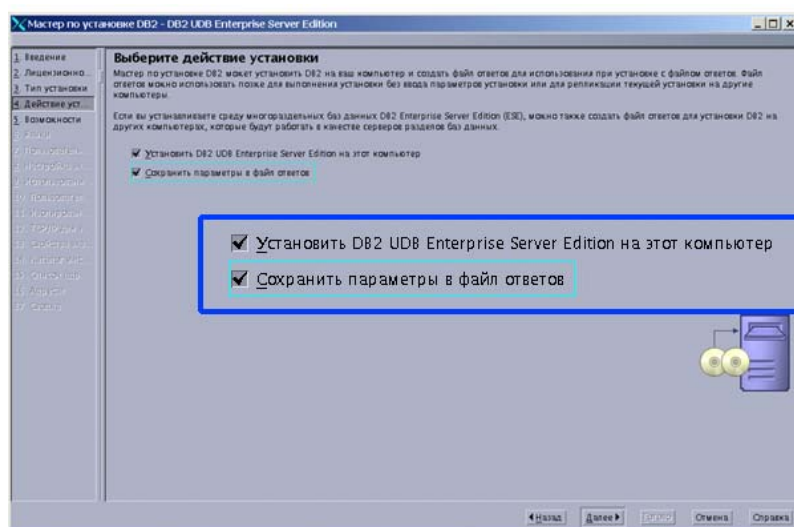 Мастер по установке DB2 - DB2 UDB Enterprise Server Edition
1. Введение
2. Лицензионно...
3. Тип установки
4. Действие уст...
5. Возможности
Выберите действие установки
Мастер по установке DB2 может установить DB2 на ваш компьютер и создать файл ответов для использования при установке с файлом ответов. Файл
ответов можно использовать позже для выполнения установки без ввода параметров установки или для репликации текущей установки на другие
компьютеры.
Если вы устанавливаете среду многораздельных баз данных DB2 Enterprise Server Edition (ESE), можно также создать файл ответов для установки DB2 на
других компьютерах, которые будут работать в качестве серверов разделов баз данных.
Установить DB2 UDB Enterprise Server Edition на этот компьютер
Сохранить параметры в файл ответов
Установить DB2 UDB Enterprise Server Edition на этот компьютер
Сохранить параметры в файл ответов
Назад Далее Готово Отмена Справка